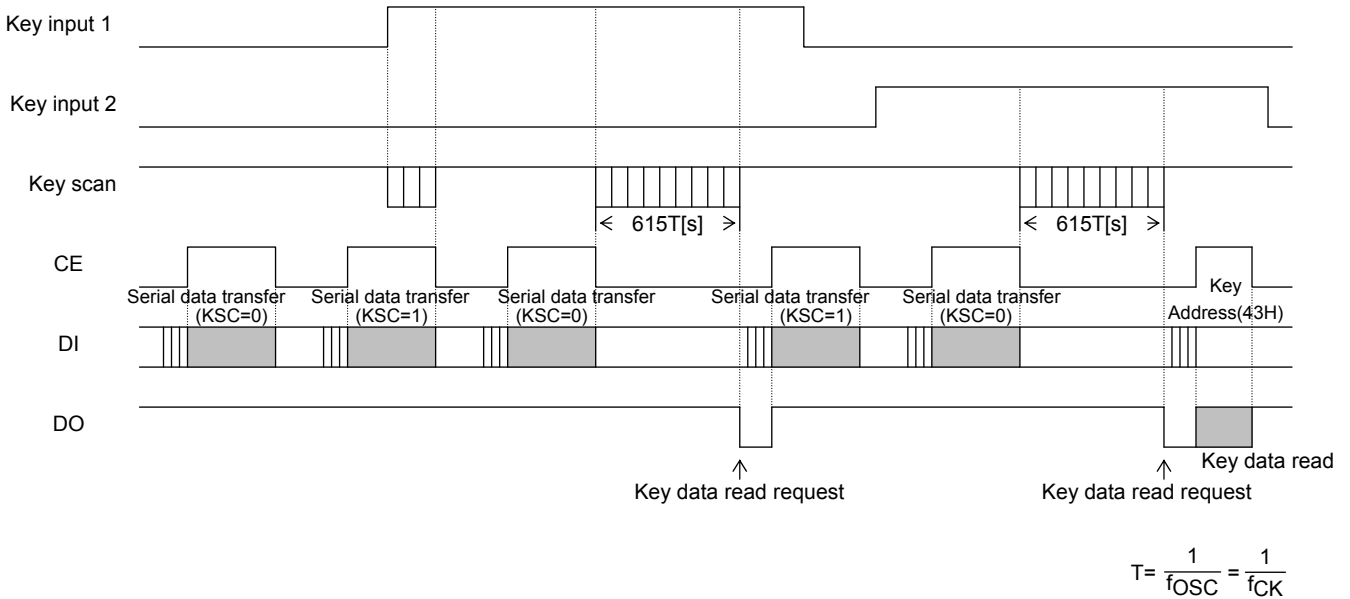 Key input 1
Key input 2
Key scan
615T[s]
615T[s]
CE
Key
Address(43H)
Serial data transfer
(KSC=0)
Serial data transfer
(KSC=1)
Serial data transfer
(KSC=0)
Serial data transfer
(KSC=1)
Serial data transfer
(KSC=0)
DI
DO
Key data read
Key data read request
Key data read request
T= 1/fOSC = 1/fCK